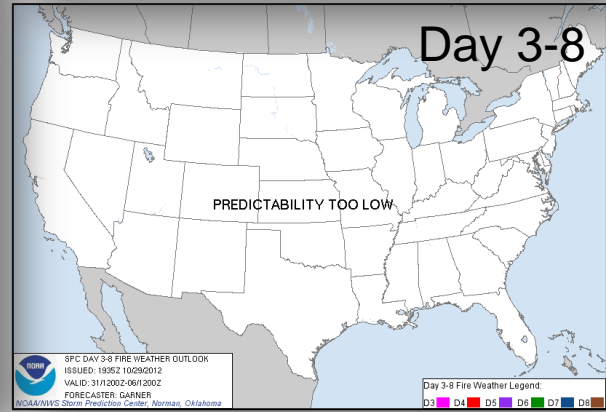 Day 3-8
PREDICTABILITY TOO LOW
NOAA
SPC DAY 3-8 FIRE WEATHER OUTLOOK
ISSUED: 1935Z 10/29/2012
VALID: 31/1200Z-06/1200Z
FORECASTER: GARNER
NOAA/NWS Storm Prediction Center, Norman, Oklahoma
Day 3-8 Fire Weather Legend:
D3 D4 D5 D6 D7 D8